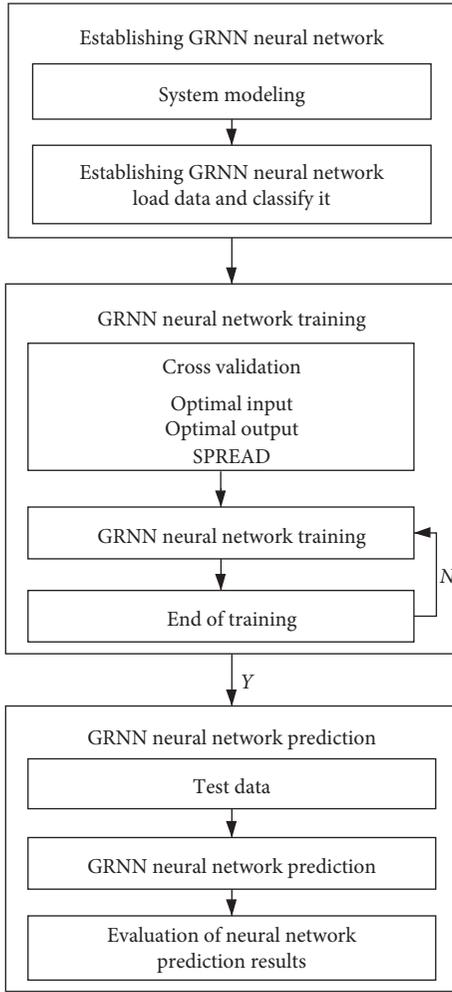 Establishing GRNN neural network
System modeling
Establishing GRNN neural network
load data and classify it
GRNN neural network training
Cross validation
Optimal input
Optimal output
SPREAD
GRNN neural network training
N
End of training
Y
GRNN neural network prediction
Test data
GRNN neural network prediction
Evaluation of neural network
prediction results